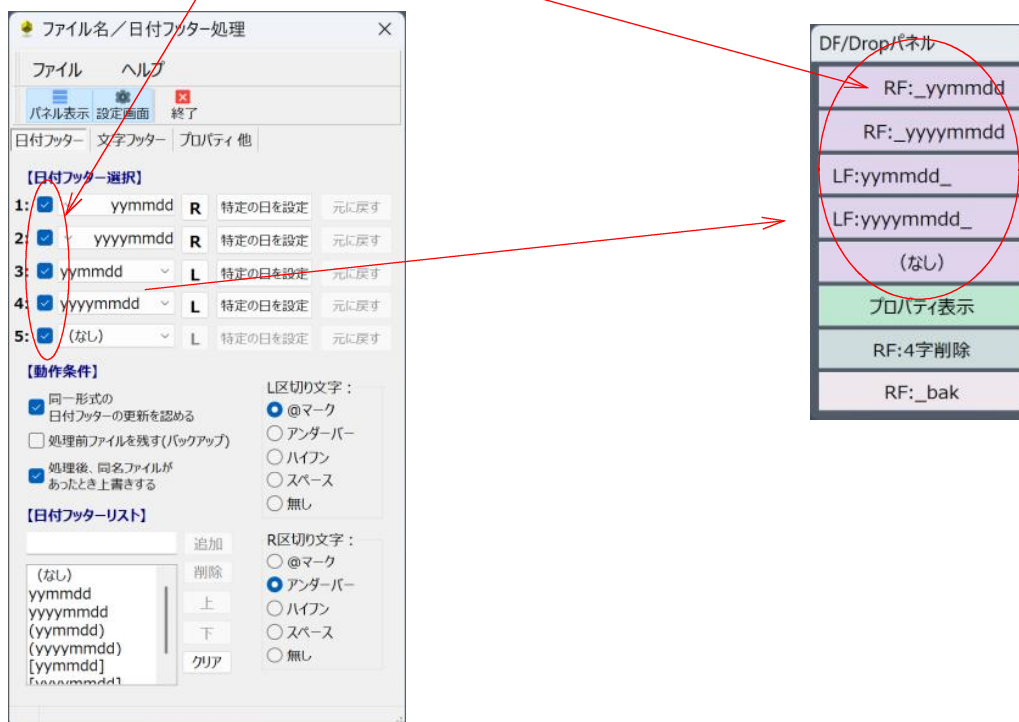 ファイル名／日付フッター処理
ファイル ヘルプ
パネル表示 設定画面 終了
日付フッター 文字フッター プロパティ 他
【日付フッター選択】
1: yymmdd R 特定の日を設定 元に戻す
2: yyyymmdd R 特定の日を設定 元に戻す
3: yymmdd L 特定の日を設定 元に戻す
4: yyyymmdd L 特定の日を設定 元に戻す
5: (なし) L 特定の日を設定 元に戻す
【動作条件】
同一形式の
日付フッターの更新を認める
処理前ファイルを残す(バックアップ)
処理後、同名ファイルが
あったとき上書きする
L区切り文字：
@マーク
アンダーバー
ハイフン
スペース
無し
【日付フッターリスト】
追加
削除
上
下
クリア
(なし)
yymmdd
yyyymmdd
(yymmdd)
(yyyymmdd)
[yymmdd]
[yyyymmdd]
R区切り文字：
@マーク
アンダーバー
ハイフン
スペース
無し
DF/Dropパネル
RF:_yymmdd
RF:_yyyymmdd
LF:yymmdd_
LF:yyyymmdd_
(なし)
プロパティ表示
RF:4字削除
RF:_bak